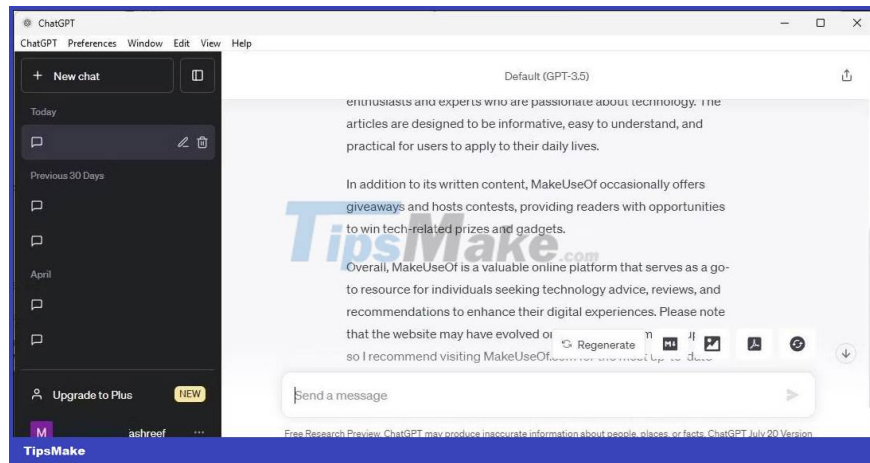 ChatGPT
ChatGPT Preferences Window Edit View Help
+ New chat
Today
Previous 30 Days
April
Upgrade to Plus NEW
M ashreef ...
Default (GPT-3.5)
enthusiasts and experts who are passionate about technology. The
articles are designed to be informative, easy to understand, and
practical for users to apply to their daily lives.
In addition to its written content, MakeUseOf occasionally offers
giveaways and hosts contests, providing readers with opportunities
to win tech-related prizes and gadgets.
TipsMake.com
Overall, MakeUseOf is a valuable online platform that serves as a go-
to resource for individuals seeking technology advice, reviews, and
recommendations to enhance their digital experiences. Please note
that the website may have evolved
so I recommend visiting
Regenerate
Send a message
Free Research Preview. ChatGPT may produce inaccurate information about people, places, or facts. ChatGPT July 20 Version
TipsMake